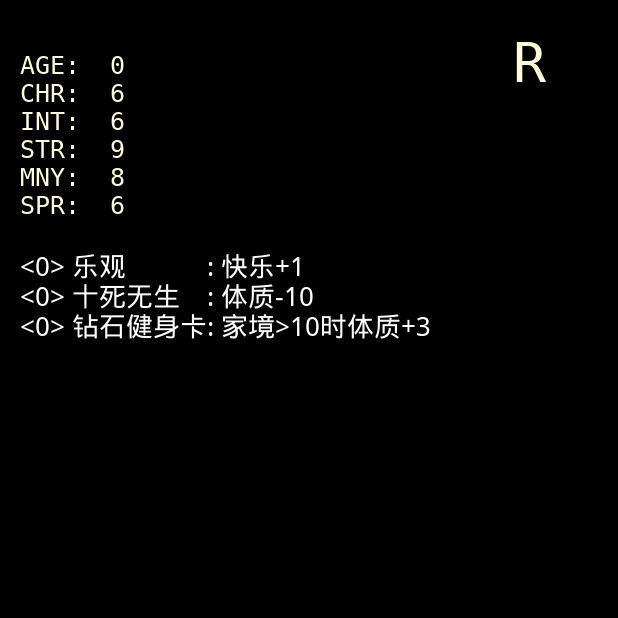 R
AGE: 0
CHR: 6
INT: 6
STR: 9
MNY: 8
SPR: 6
<0> 乐观 : 快乐+1
<0> 十死无生 : 体质-10
<0> 钻石健身卡: 家境>10时体质+3